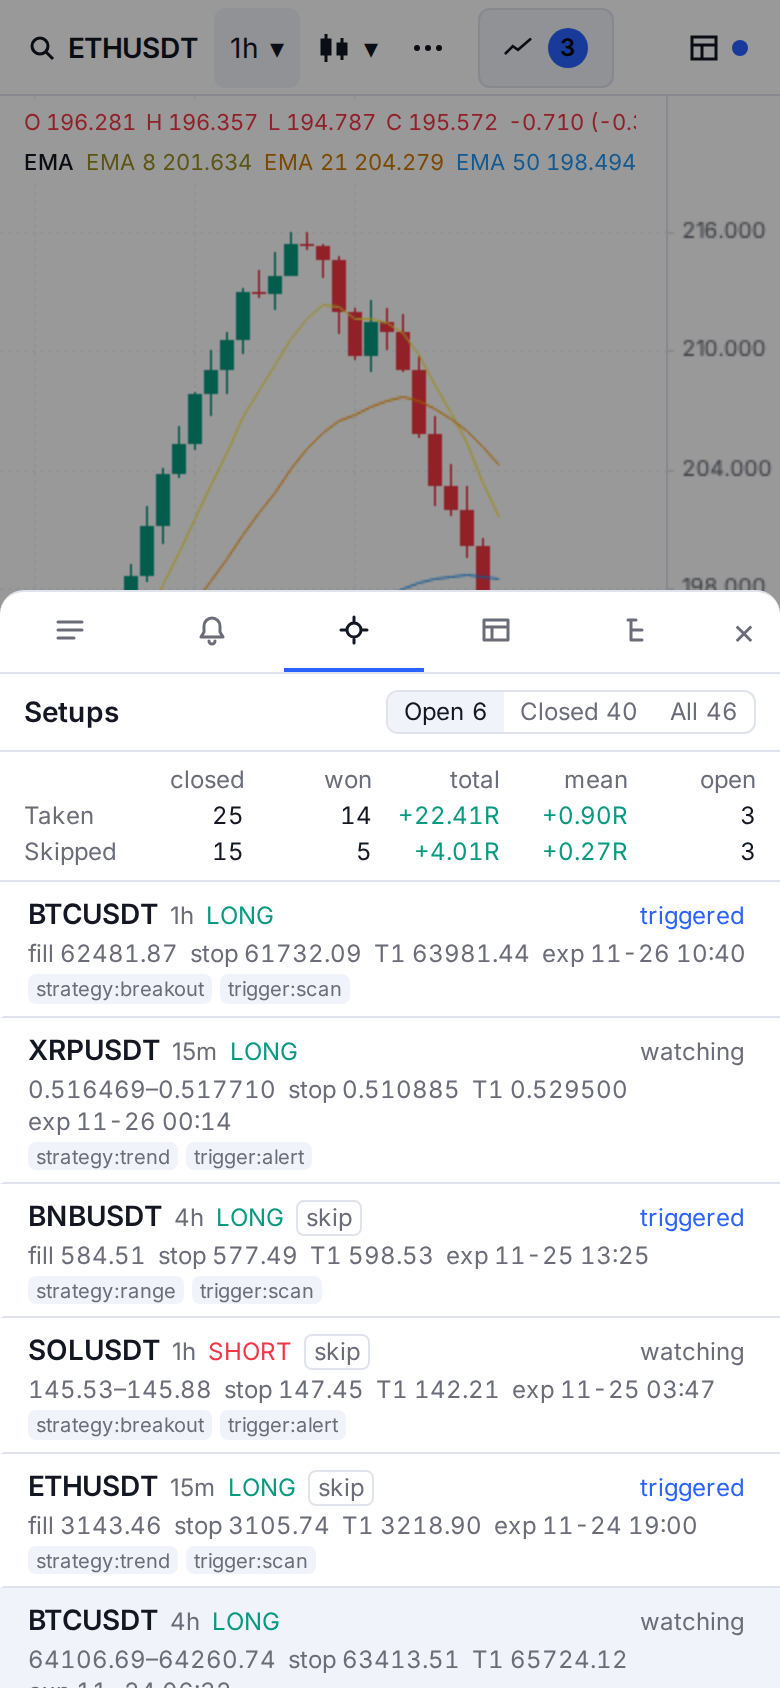 ETHUSDT 1h ▾ ▾ ... 3
O 196.281 H 196.357 L 194.787 C 195.572 -0.710 (-0.
EMA EMA 8 201.634 EMA 21 204.279 EMA 50 198.494
216.000
210.000
204.000
198.000
Setups Open 6 Closed 40 All 46
closed won total mean open
Taken 25 14 +22.41R +0.90R 3
Skipped 15 5 +4.01R +0.27R 3
BTCUSDT 1h LONG triggered
fill 62481.87 stop 61732.09 T1 63981.44 exp 11-26 10:40
strategy:breakout trigger:scan
XRPUSDT 15m LONG watching
0.516469–0.517710 stop 0.510885 T1 0.529500
exp 11-26 00:14
strategy:trend trigger:alert
BNBUSDT 4h LONG skip triggered
fill 584.51 stop 577.49 T1 598.53 exp 11-25 13:25
strategy:range trigger:scan
SOLUSDT 1h SHORT skip watching
145.53–145.88 stop 147.45 T1 142.21 exp 11-25 03:47
strategy:breakout trigger:alert
ETHUSDT 15m LONG skip triggered
fill 3143.46 stop 3105.74 T1 3218.90 exp 11-24 19:00
strategy:trend trigger:scan
BTCUSDT 4h LONG watching
64106.69–64260.74 stop 63413.51 T1 65724.12